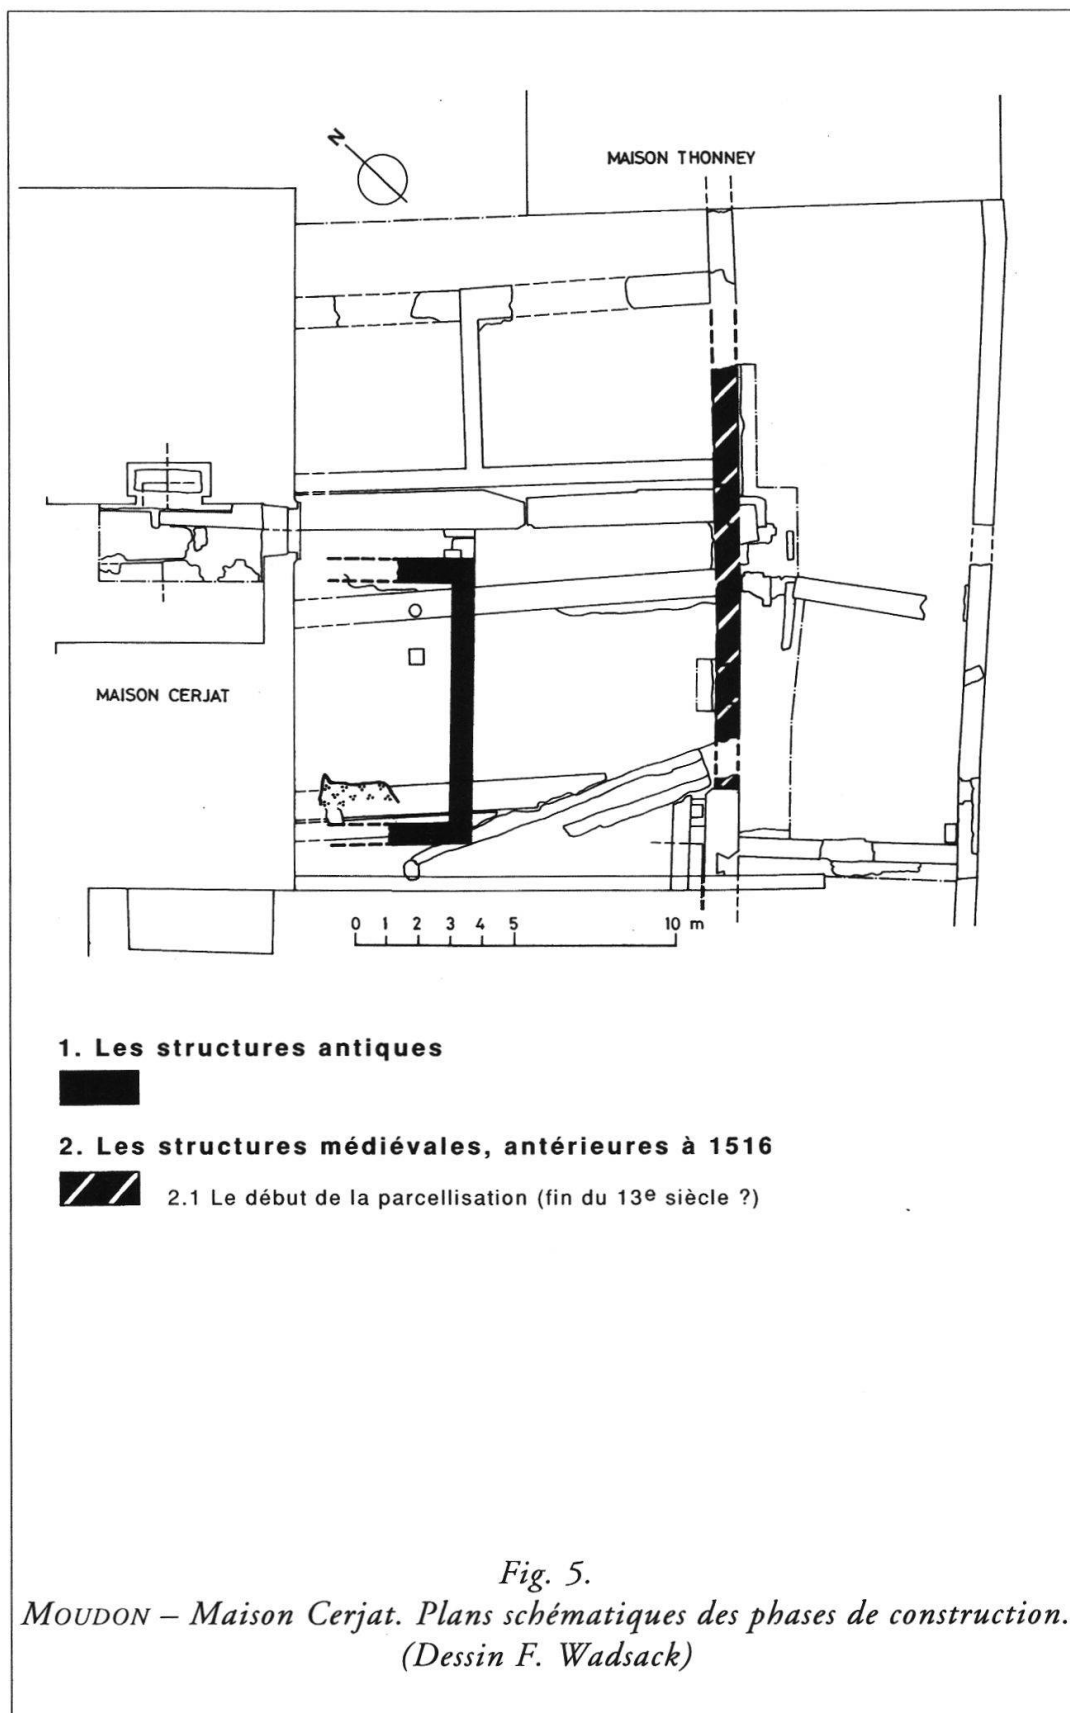 N
MAISON THONNEY
MAISON CERJAT
0 1 2 3 4 5 10 m
1. Les structures antiques
2. Les structures médiévales, antérieures à 1516
2.1 Le début de la parcellisation (fin du 13e siècle ?)
Fig. 5.
MOUDON – Maison Cerjat. Plans schématiques des phases de construction.
(Dessin F. Wadsack)